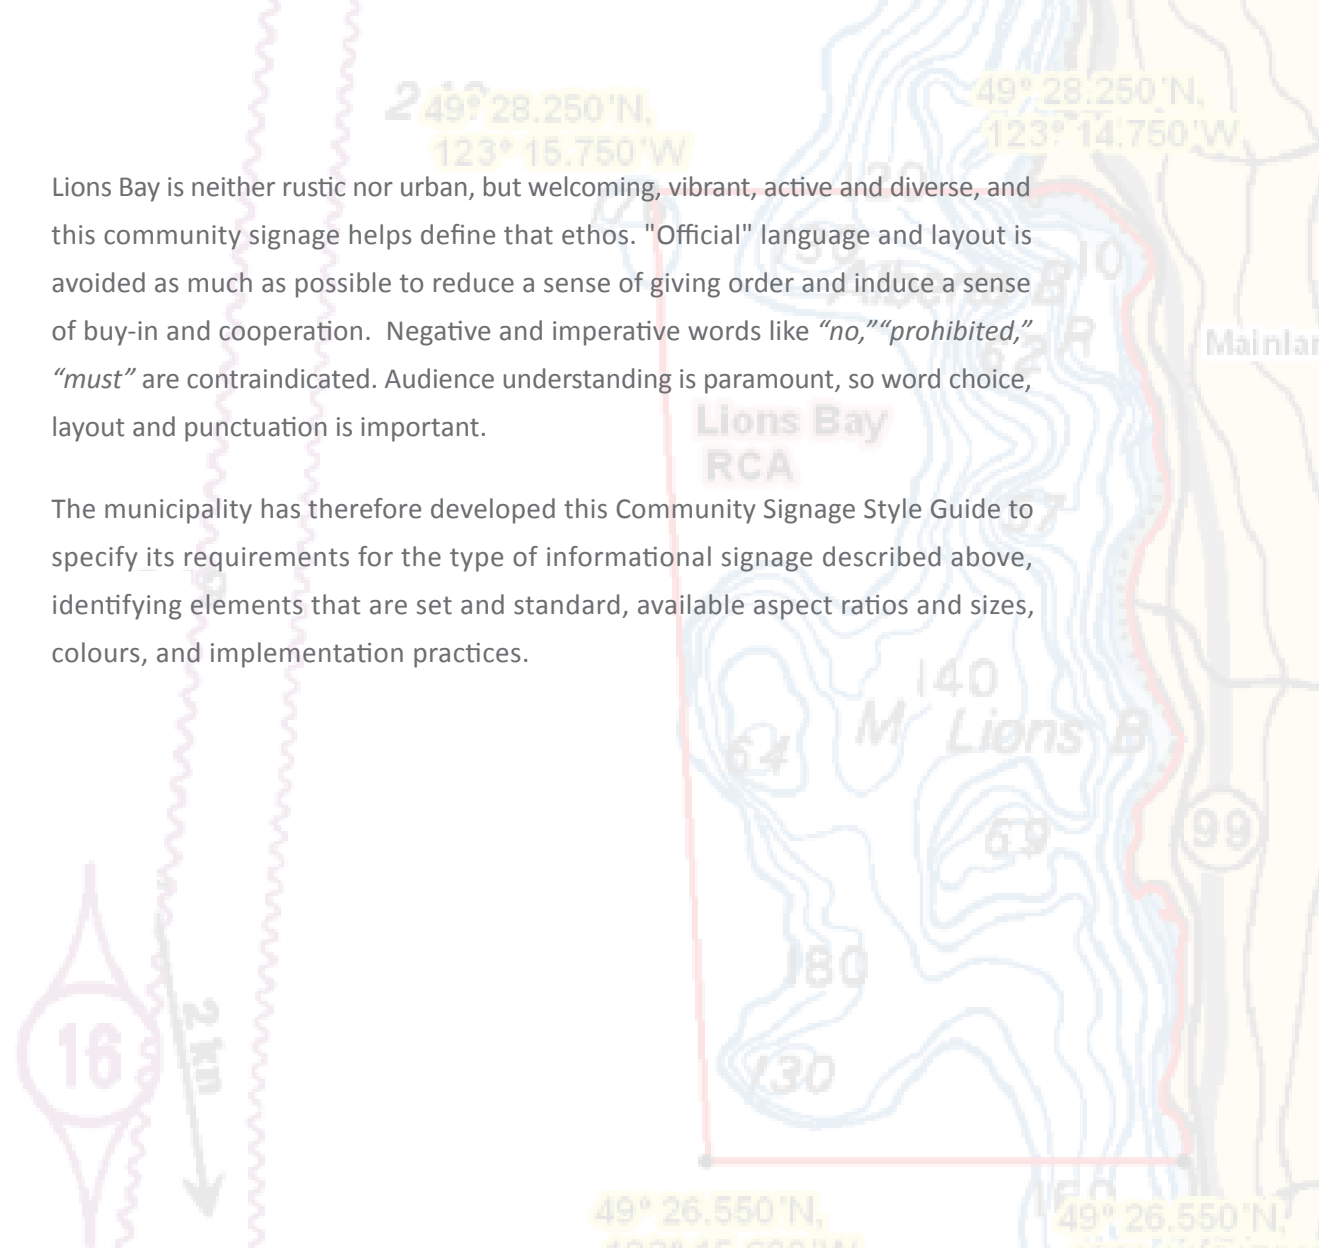 49° 28.250'N,
123° 15.750'W
49° 28.250'N,
123° 14.750'W
Lions Bay is neither rustic nor urban, but welcoming, vibrant, active and diverse, and
this community signage helps define that ethos. "Official" language and layout is
avoided as much as possible to reduce a sense of giving order and induce a sense
of buy-in and cooperation.  Negative and imperative words like “no,”“prohibited,”
“must” are contraindicated. Audience understanding is paramount, so word choice,
layout and punctuation is important.
The municipality has therefore developed this Community Signage Style Guide to
specify its requirements for the type of informational signage described above,
identifying elements that are set and standard, available aspect ratios and sizes,
colours, and implementation practices.
120
130
10
62
R
Lions Bay
RCA
140
M Lions B
64
69
99
180
16
2 km
130
160
49° 26.550'N,
49° 26.550'N,